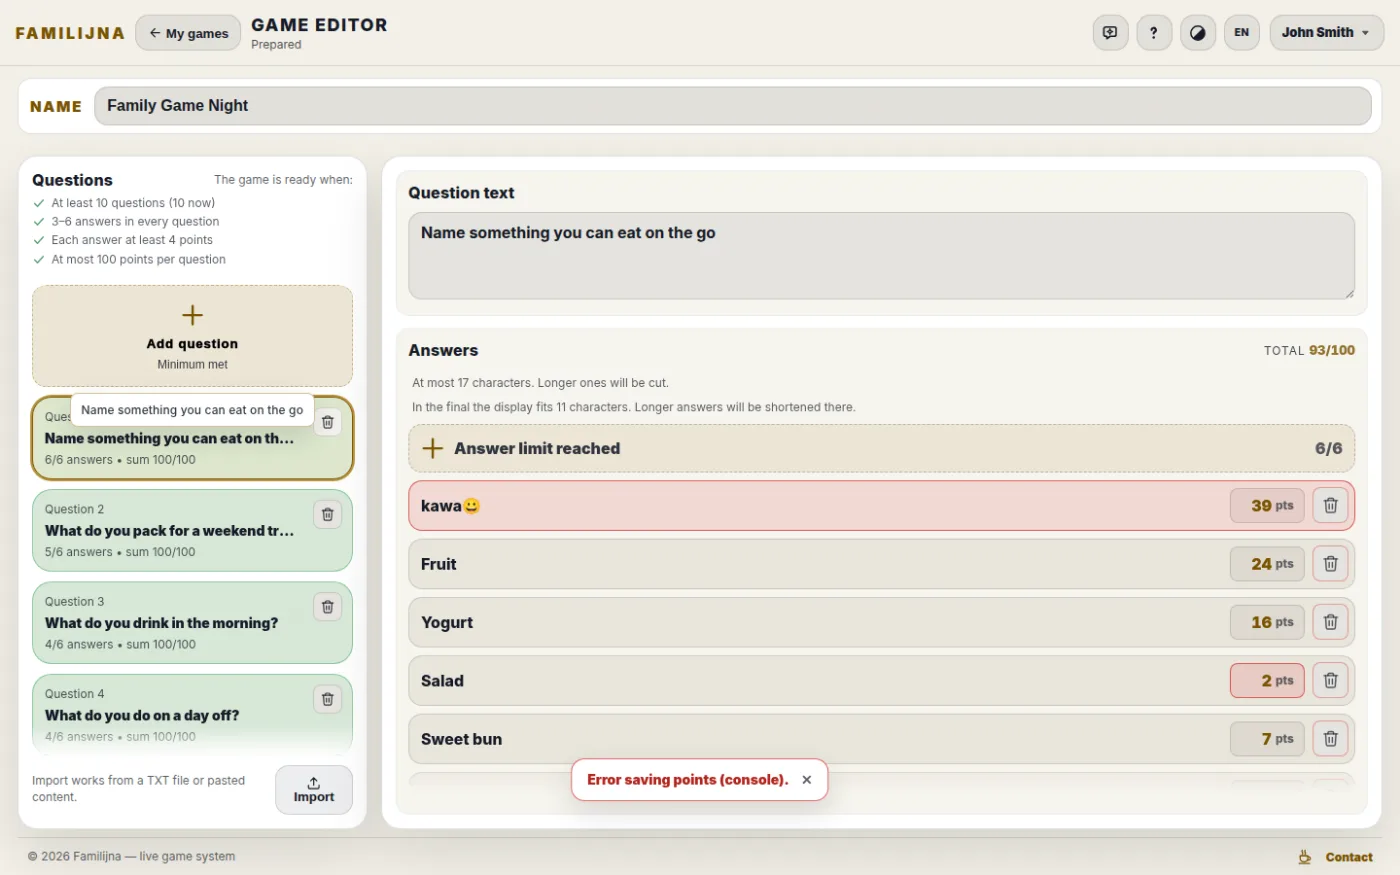 FAMILIJNA
← My games
GAME EDITOR
Prepared
?
EN
John Smith
NAME
Family Game Night
Questions
The game is ready when:
At least 10 questions (10 now)
3–6 answers in every question
Each answer at least 4 points
At most 100 points per question
Add question
Minimum met
Name something you can eat on the go
Name something you can eat on th...
6/6 answers • sum 100/100
Question 2
What do you pack for a weekend tr...
5/6 answers • sum 100/100
Question 3
What do you drink in the morning?
4/6 answers • sum 100/100
Question 4
What do you do on a day off?
4/6 answers • sum 100/100
Import works from a TXT file or pasted
content.
Import
Question text
Name something you can eat on the go
Answers
TOTAL 93/100
At most 17 characters. Longer ones will be cut.
In the final the display fits 11 characters. Longer answers will be shortened there.
Answer limit reached
6/6
kawa😀
39 pts
Fruit
24 pts
Yogurt
16 pts
Salad
2 pts
Sweet bun
7 pts
Error saving points (console). ×
© 2026 Familijna — live game system
Contact